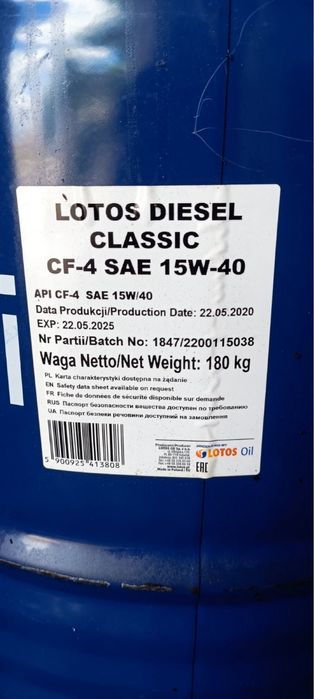 LOTOS DIESEL
CLASSIC
CF-4 SAE 15W-40
API CF-4 SAE 15W/40
Data Produkcji/Production Date: 22.05.2020
EXP: 22.05.2025
Nr Partii/Batch No: 1847/2200115038
Waga Netto/Net Weight: 180 kg
PL Karta charakterystyki dostępna na żądanie
EN Safety data sheet available on request
FR Fiche de données de sécurité disponible sur demande
RUS Паспорт безопасности вещества доступен по требованию
UA Паспорт безпеки речовини доступний на замовлення
5 900925 413808
Producent/Producer
LOTOS Oil
EAC